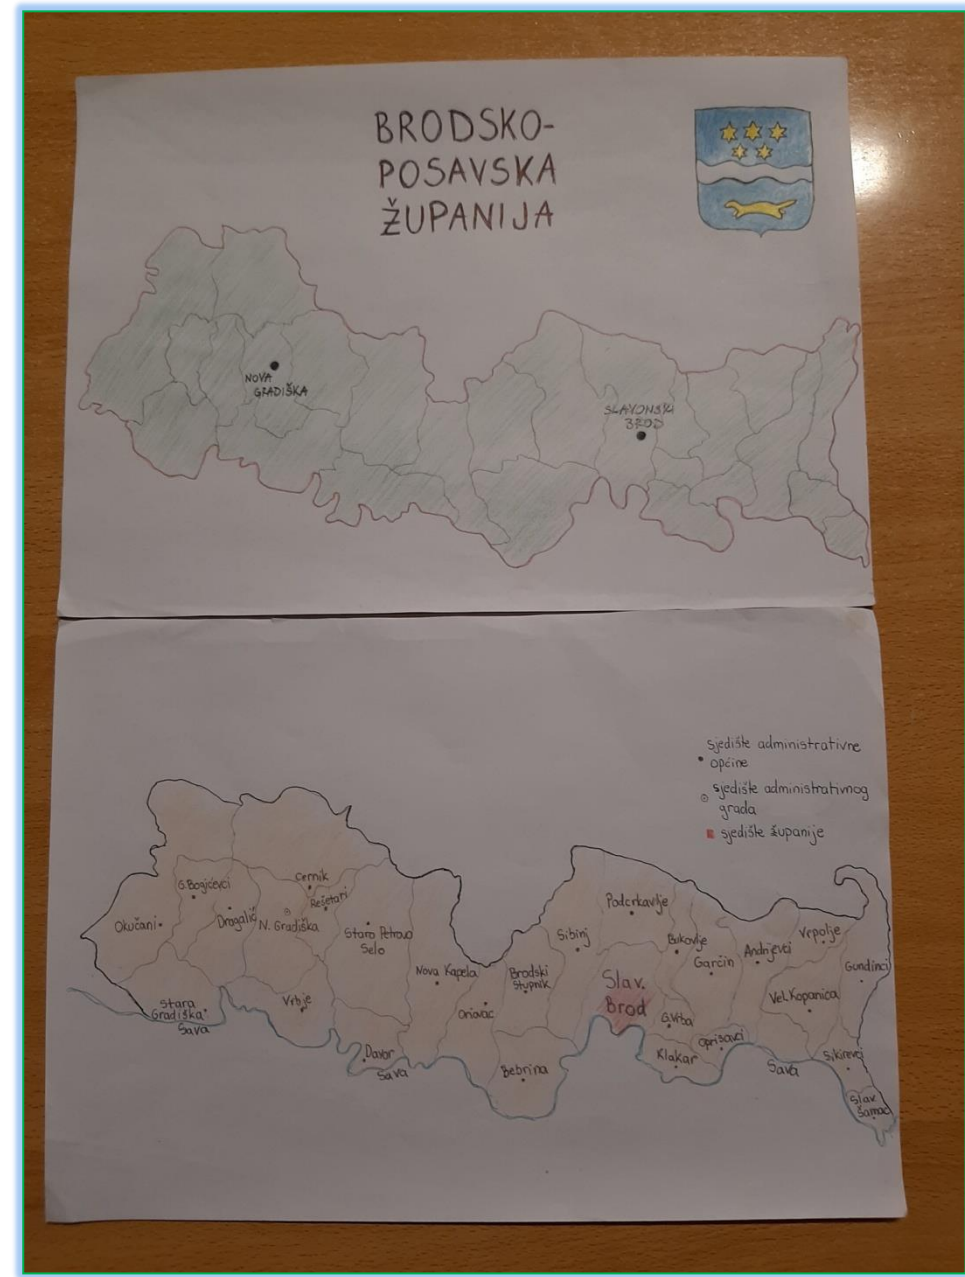 BRODSKO-
POSAVSKA
ŽUPANIJA
NOVA
GRADIŠKA
SLAVONSKI
BROD
sjedište administrativne
općine
sjedište administrativnog
grada
sjedište županije
G.Bogićevci
Cernik
Rešetari
Okučani
Dragalić
N. Gradiška
Staro Petrovo
Selo
Stara
Gradiška
Sava
Vrbje
Davor
Sava
Nova Kapela
Oriovac
Brodski
Stupnik
Bebrina
Sibinj
Podcrkavlje
Slav.
Brod
Bukovlje
Garčin
G.Vrba
Klakar
Oprisavci
Andrijevci
Vrpolje
Vel. Kopanica
Gundinci
Sava
Sikirevci
Slav.
Šamac